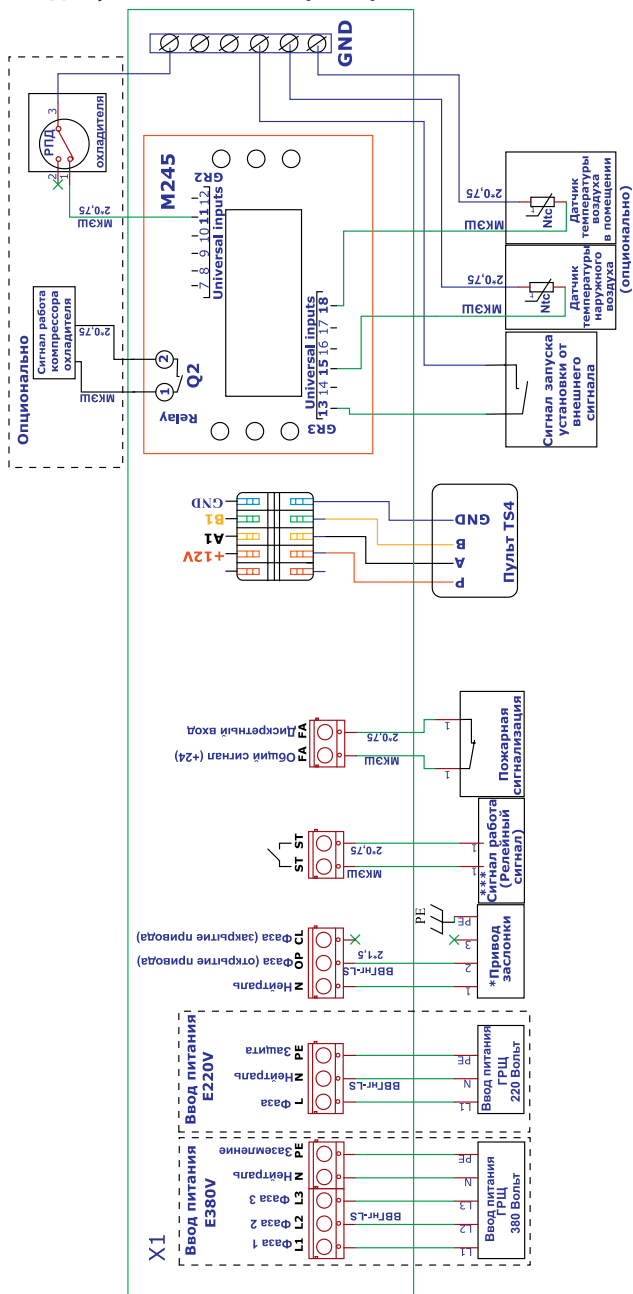 GND
РПД
охладителя
3
2
1
2*0,75
МКЭШ
Опционально
Сигнал работа
компрессора
охладителя
2*0,75
МКЭШ
M245
GR2
7 8 9 10 11 12
Universal inputs
2
1
Q2
Relay
Universal inputs
13 14 15 16 17 18
GR3
2*0,75
МКЭШ
Ntc
Датчик
температуры
воздуха
в помещении
(опционально)
2*0,75
МКЭШ
Ntc
Датчик
температуры
наружного
воздуха
Сигнал запуска
установки от
внешнего
сигнала
GND
B1
A1
+12V
GND
B
A
P
Пульт TS4
Дискретный вход FA
Общий сигнал (+24) FA
2*0,75
МКЭШ
1
1
Пожарная
сигнализация
ST
ST
2*0,75
МКЭШ
1
1
***
Сигнал работа
(Релейный
сигнал)
Фаза (закрытие привода) CL
Фаза (открытие привода) OP
Нейтраль N
2*1,5
ВВГнг-LS
PE
PE
3
2
1
*Привод
заслонки
Ввод питания
E220V
Защита PE
Нейтраль N
Фаза L
ВВГнг-LS
PE
N
L1
Ввод питания
ГРЩ
220 Вольт
X1
Ввод питания
E380V
Заземление PE
Нейтраль N
Фаза 3 L3
Фаза 2 L2
Фаза 1 L1
ВВГнг-LS
PE
N
L3
L2
L1
Ввод питания
ГРЩ
380 Вольт